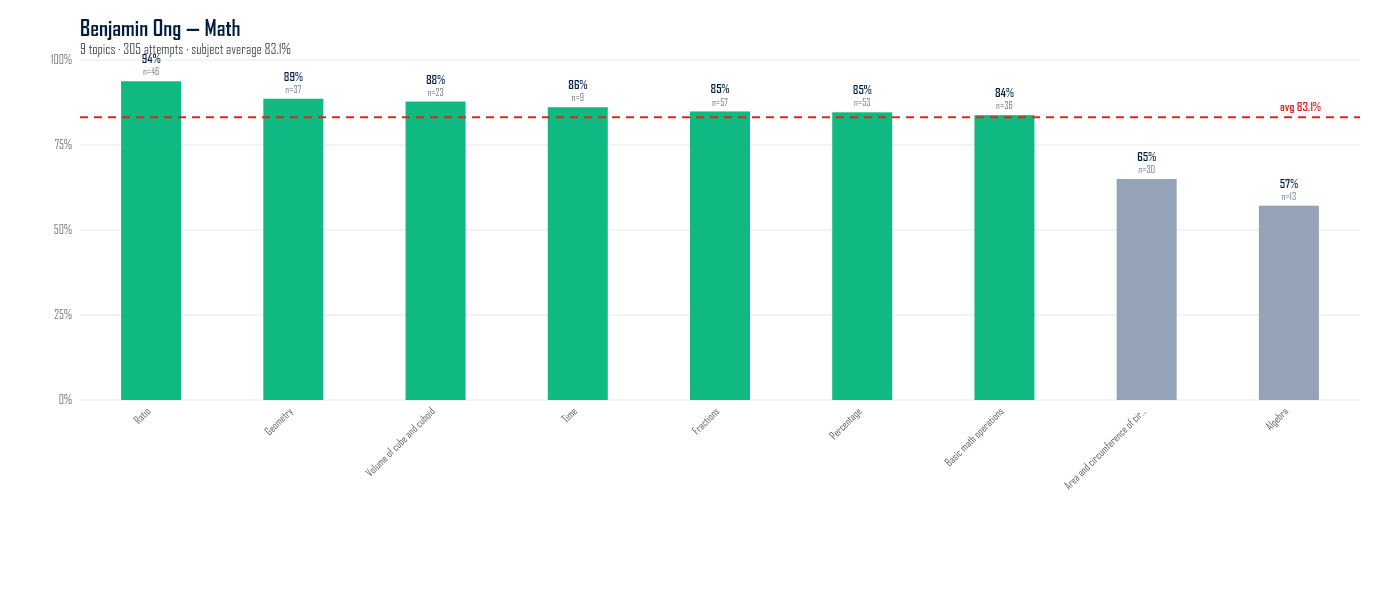 Benjamin Ong — Math
9 topics · 305 attempts · subject average 83.1%
100%
75%
50%
25%
0%
94%
n=46
89%
n=37
88%
n=23
86%
n=9
85%
n=57
85%
n=53
84%
n=36
65%
n=30
57%
n=13
avg 83.1%
Ratio
Geometry
Volume of cube and cuboid
Time
Fractions
Percentage
Basic math operations
Area and circumference of cir...
Algebra